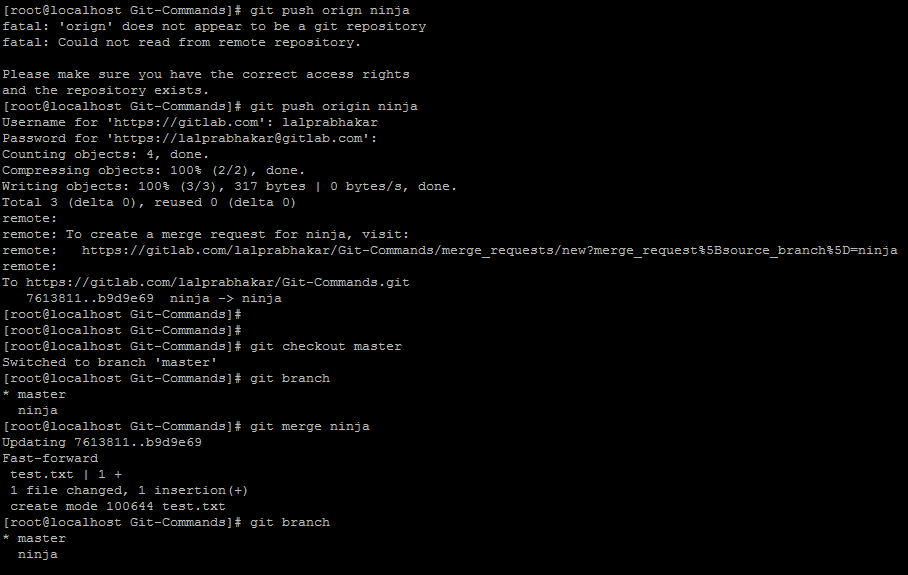 [root@localhost Git-Commands]# git push orign ninja
fatal: 'orign' does not appear to be a git repository
fatal: Could not read from remote repository.

Please make sure you have the correct access rights
and the repository exists.
[root@localhost Git-Commands]# git push origin ninja
Username for 'https://gitlab.com': lalprabhakar
Password for 'https://lalprabhakar@gitlab.com':
Counting objects: 4, done.
Compressing objects: 100% (2/2), done.
Writing objects: 100% (3/3), 317 bytes | 0 bytes/s, done.
Total 3 (delta 0), reused 0 (delta 0)
remote:
remote: To create a merge request for ninja, visit:
remote:   https://gitlab.com/lalprabhakar/Git-Commands/merge_requests/new?merge_request%5Bsource_branch%5D=ninja
remote:
To https://gitlab.com/lalprabhakar/Git-Commands.git
   7613811..b9d9e69  ninja -> ninja
[root@localhost Git-Commands]#
[root@localhost Git-Commands]#
[root@localhost Git-Commands]# git checkout master
Switched to branch 'master'
[root@localhost Git-Commands]# git branch
* master
  ninja
[root@localhost Git-Commands]# git merge ninja
Updating 7613811..b9d9e69
Fast-forward
 test.txt | 1 +
 1 file changed, 1 insertion(+)
 create mode 100644 test.txt
[root@localhost Git-Commands]# git branch
* master
  ninja